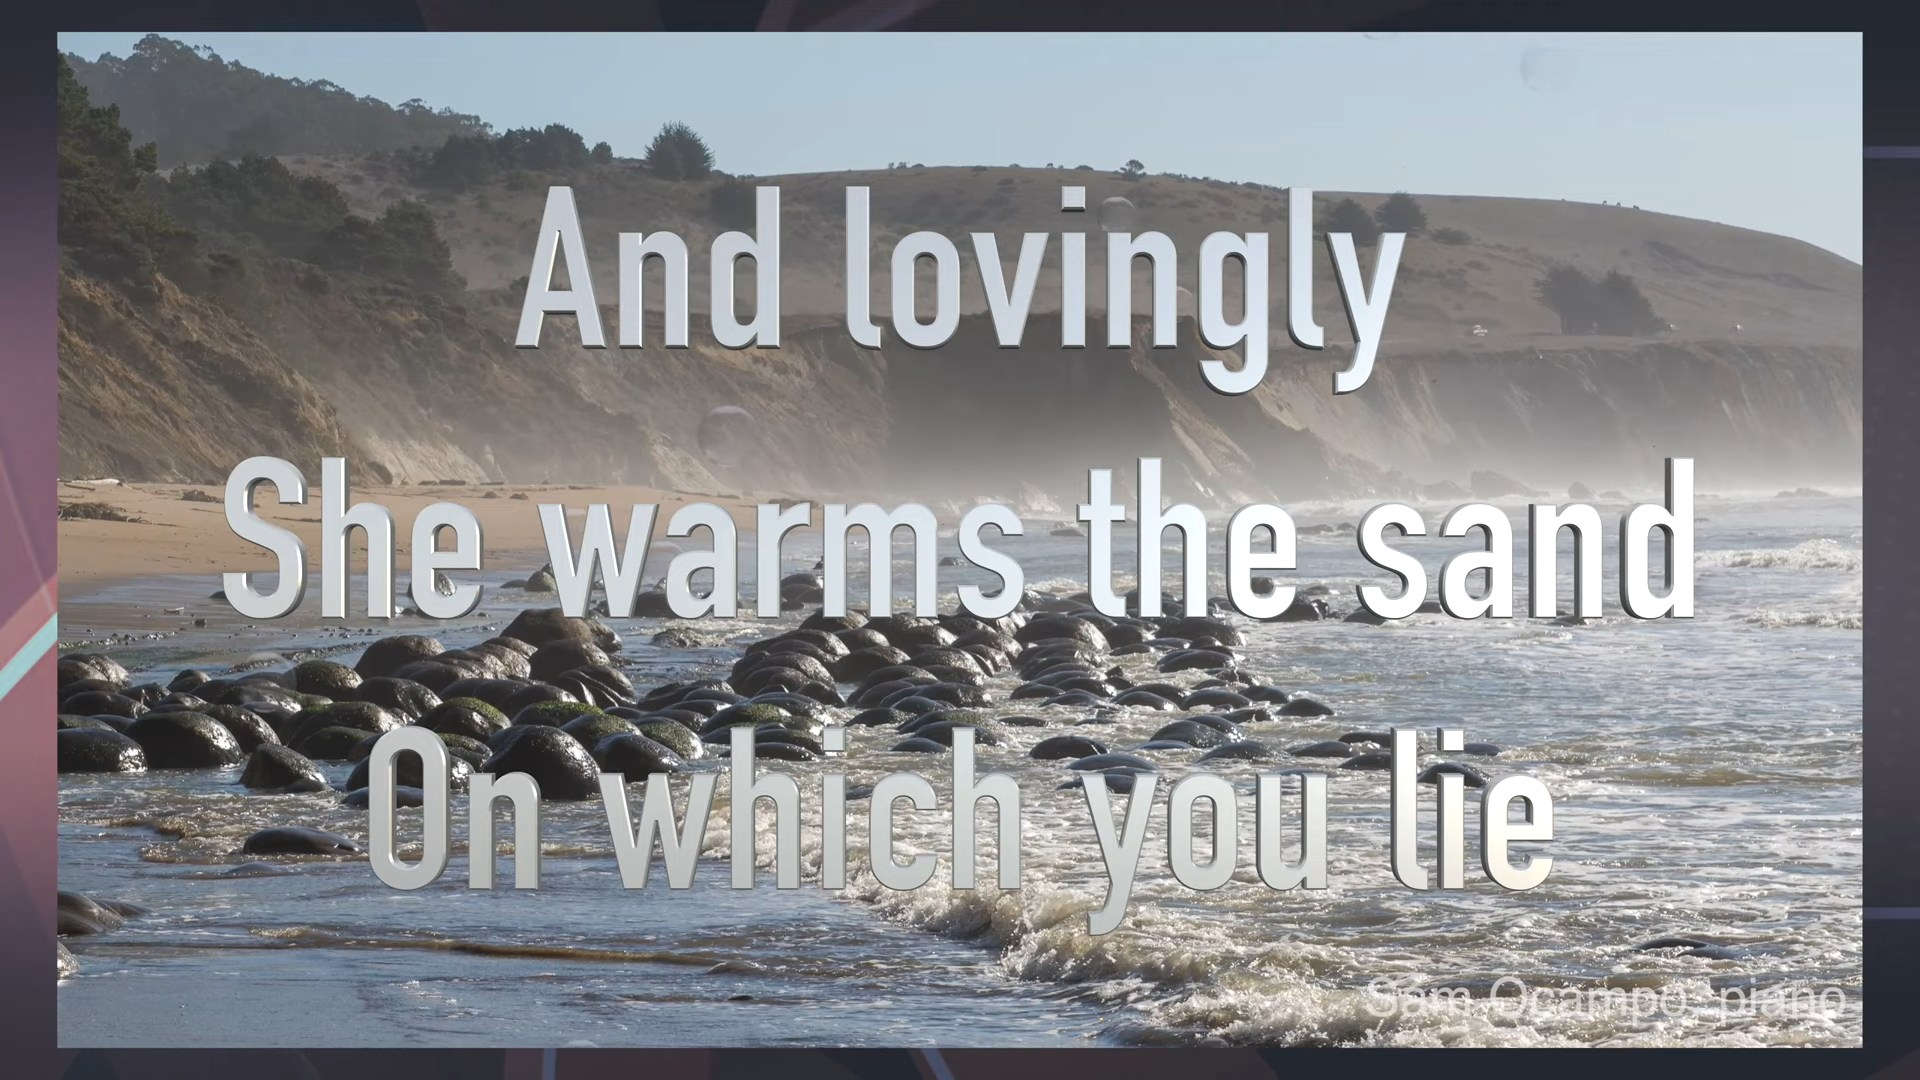 And lovingly
She warms the sand
On which you lie
Sam Ocampo, piano